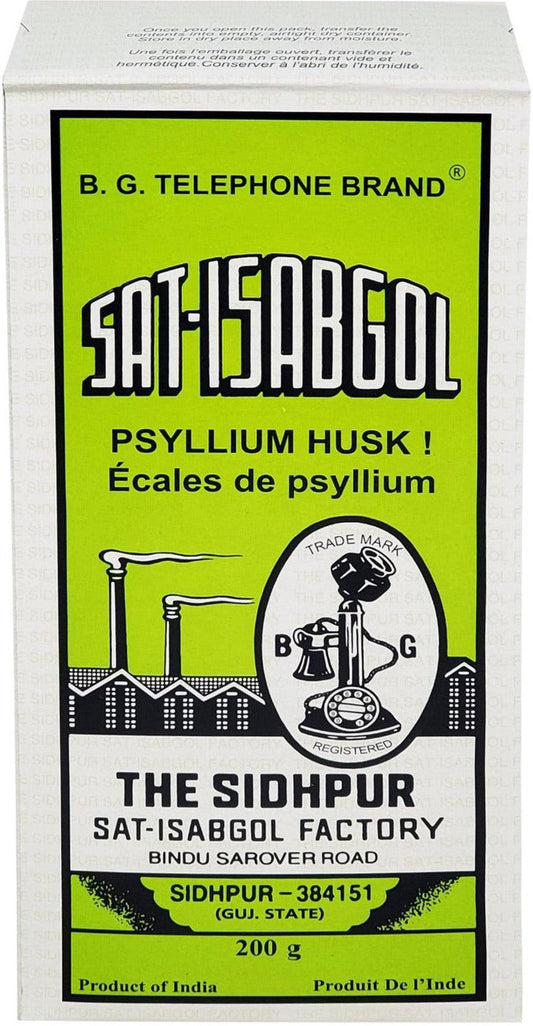 Once you open this pack, transfer the
contents into empty, airtight dry container.
Store in dry place away from moisture.
Une fois l'emballage ouvert, transférer le
contenu dans un contenant vide et
hermétique. Conserver à l'abri de l'humidité.
B. G. TELEPHONE BRAND®
SAT-ISABGOL
PSYLLIUM HUSK !
Écales de psyllium
TRADE MARK
B G
REGISTERED
THE SIDHPUR
SAT-ISABGOL FACTORY
BINDU SAROVER ROAD
SIDHPUR – 384151
(GUJ. STATE)
200 g
Product of India Produit De l'Inde